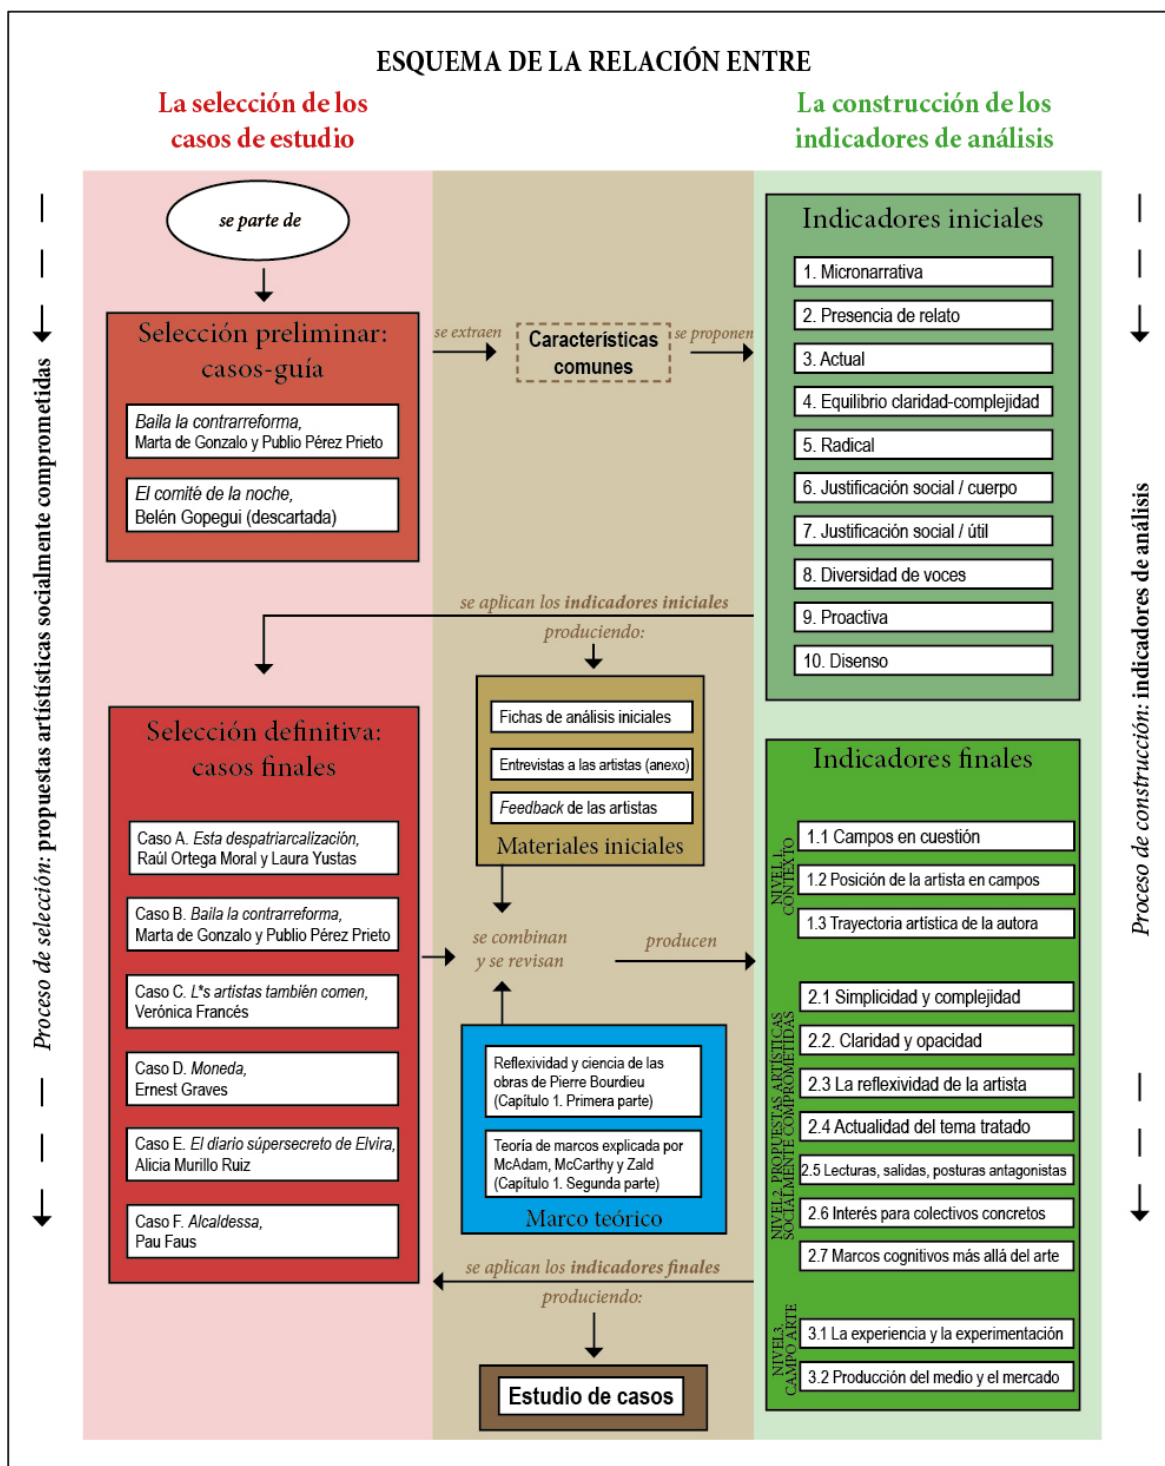 ESQUEMA DE LA RELACIÓN ENTRE
La selección de los
casos de estudio
La construcción de los
indicadores de análisis
se parte de
Selección preliminar:
casos-guía
Baila la contrarreforma,
Marta de Gonzalo y Publio Pérez Prieto
El comité de la noche,
Belén Gopegui (descartada)
se extraen
Características
comunes
se proponen
Indicadores iniciales
1. Micronarrativa
2. Presencia de relato
3. Actual
4. Equilibrio claridad-complejidad
5. Radical
6. Justificación social / cuerpo
7. Justificación social / útil
8. Diversidad de voces
9. Proactiva
10. Disenso
se aplican los indicadores iniciales
produciendo:
Fichas de análisis iniciales
Entrevistas a las artistas (anexo)
Feedback de las artistas
Materiales iniciales
Selección definitiva:
casos finales
Caso A. Esta despatriarcalización,
Raúl Ortega Moral y Laura Yustas
Caso B. Baila la contrarreforma,
Marta de Gonzalo y Publio Pérez Prieto
Caso C. L*s artistas también comen,
Verónica Francés
Caso D. Moneda,
Ernest Graves
Caso E. El diario súpersecreto de Elvira,
Alicia Murillo Ruiz
Caso F. Alcaldessa,
Pau Faus
se combinan
y se revisan
producen
Reflexividad y ciencia de las
obras de Pierre Bourdieu
(Capítulo 1. Primera parte)
Teoría de marcos explicada por
McAdam, McCarthy y Zald
(Capítulo 1. Segunda parte)
Marco teórico
Indicadores finales
NIVEL 1.
CONTEXTO
1.1 Campos en cuestión
1.2 Posición de la artista en campos
1.3 Trayectoria artística de la autora
NIVEL2. PROPUESTAS ARTÍSTICAS
SOCIALMENTE COMPROMETIDAS
2.1 Simplicidad y complejidad
2.2. Claridad y opacidad
2.3 La reflexividad de la artista
2.4 Actualidad del tema tratado
2.5 Lecturas, salidas, posturas antagonistas
2.6 Interés para colectivos concretos
2.7 Marcos cognitivos más allá del arte
NIVEL3.
CAMPO ARTE
3.1 La experiencia y la experimentación
3.2 Producción del medio y el mercado
se aplican los indicadores finales
produciendo:
Estudio de casos
Proceso de selección: propuestas artístísticas socialmente comprometidas
Proceso de construcción: indicadores de análisis